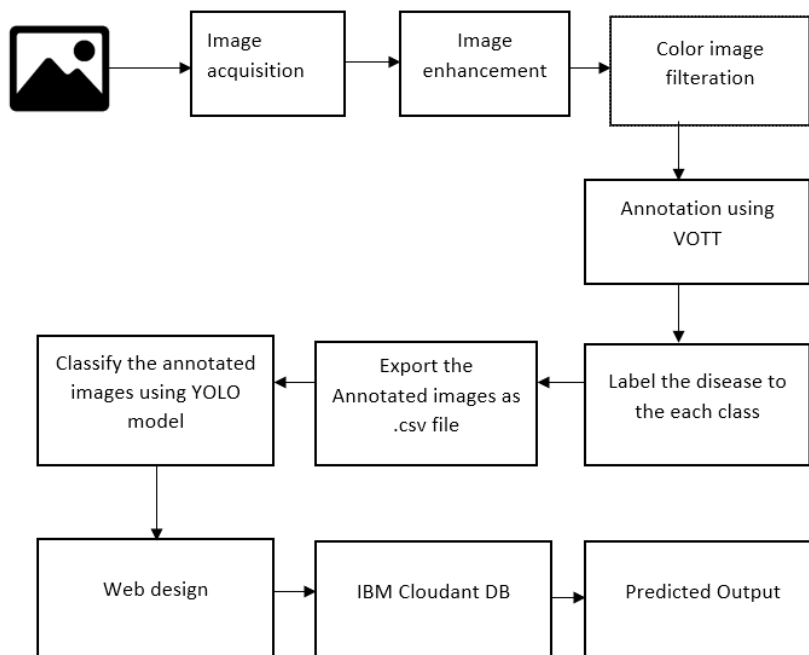 Image
acquisition
Image
enhancement
Color image
filteration
Annotation using
VOTT
Label the disease to
the each class
Export the
Annotated images as
.csv file
Classify the annotated
images using YOLO
model
Web design
IBM Cloudant DB
Predicted Output